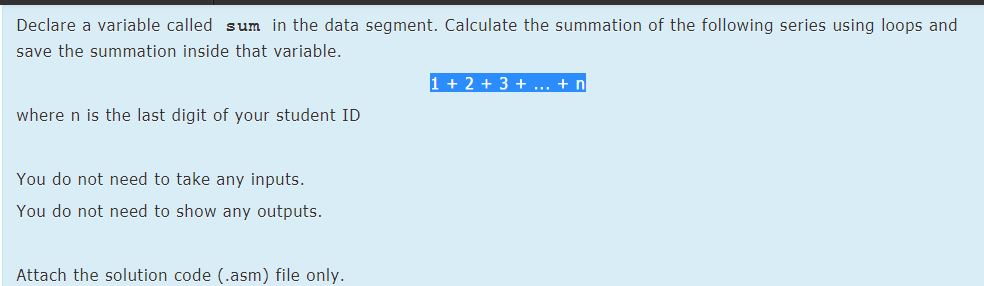 Declare a variable called sum in the data segment. Calculate the summation of the following series using loops and
save the summation inside that variable.
1 + 2 + 3 + ... + n
where n is the last digit of your student ID
You do not need to take any inputs.
You do not need to show any outputs.
Attach the solution code (.asm) file only.